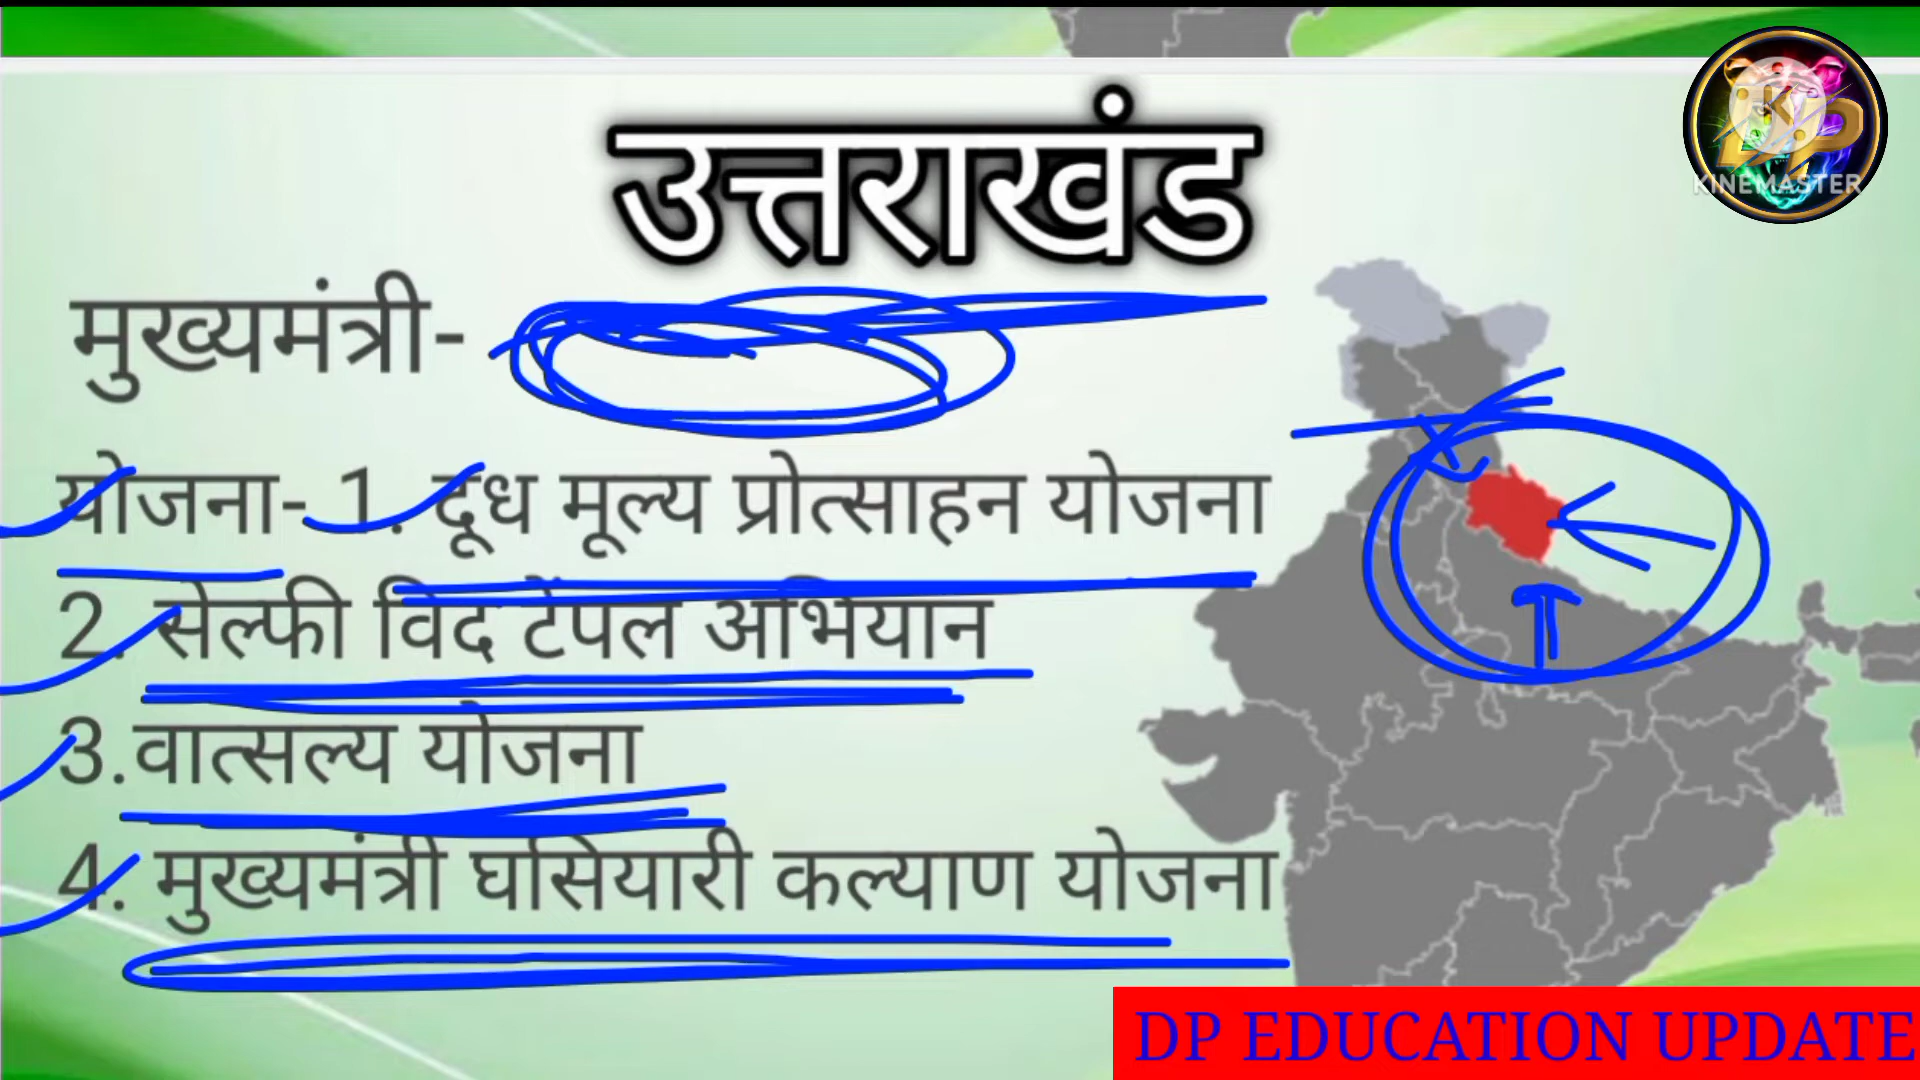 KINEMASTER
उत्तराखंड
मुख्यमंत्री-
योजना- 1. दूध मूल्य प्रोत्साहन योजना
2. सेल्फी विद टेंपल अभियान
3.वात्सल्य योजना
4. मुख्यमंत्री घसियारी कल्याण योजना
DP EDUCATION UPDATE